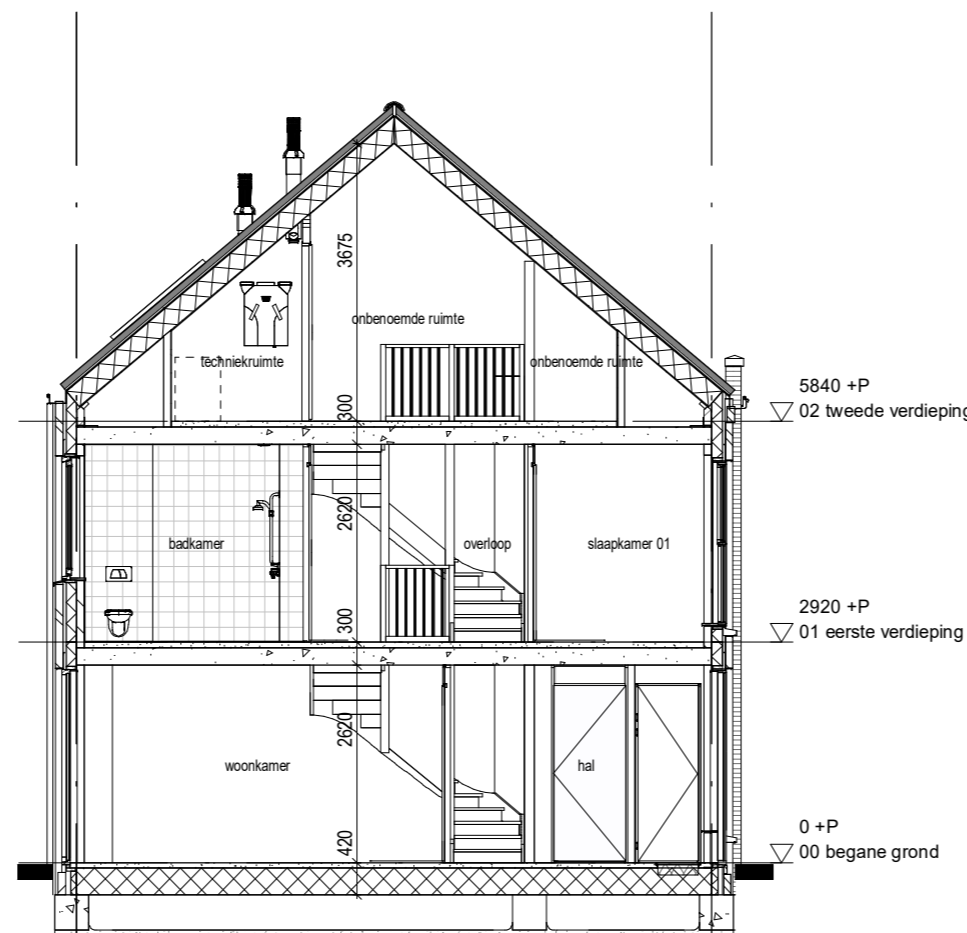 3675
onbenoemde ruimte
techniekruimte
onbenoemde ruimte
5840 +P
300
02 tweede verdieping
2620
badkamer
overloop
slaapkamer 01
2920 +P
300
01 eerste verdieping
2620
woonkamer
hal
0 +P
420
00 begane grond